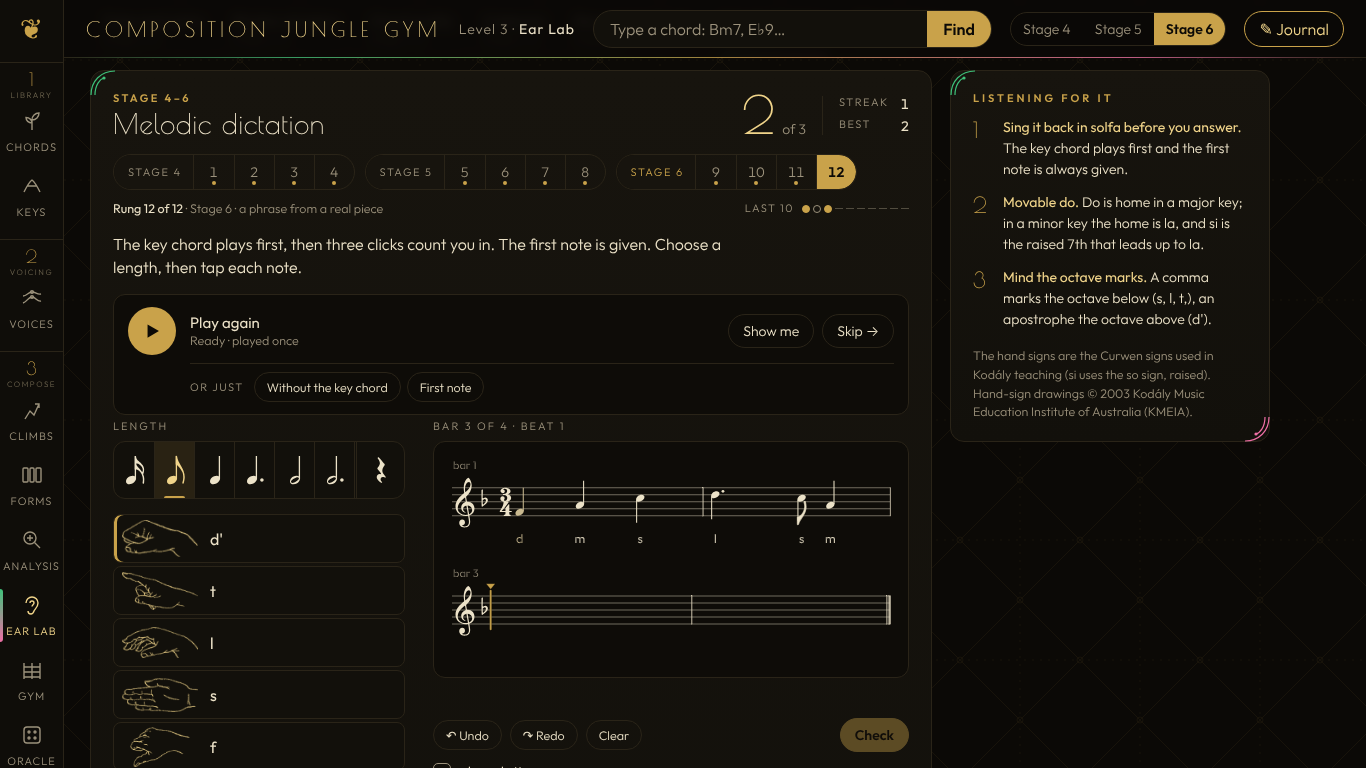 COMPOSITION JUNGLE GYM
Level 3 · Ear Lab
Type a chord: Bm7, E♭9…
Find
Stage 4
Stage 5
Stage 6
✎ Journal
1
LIBRARY
CHORDS
KEYS
2
VOICING
VOICES
3
COMPOSE
CLIMBS
FORMS
ANALYSIS
EAR LAB
GYM
ORACLE
STAGE 4–6
Melodic dictation
2 of 3
STREAK 1
BEST 2
STAGE 4 1 2 3 4
STAGE 5 5 6 7 8
STAGE 6 9 10 11 12
Rung 12 of 12 · Stage 6 · a phrase from a real piece
LAST 10
The key chord plays first, then three clicks count you in. The first note is given. Choose a
length, then tap each note.
Play again
Ready · played once
Show me
Skip →
OR JUST
Without the key chord
First note
LENGTH
d'
t
l
s
f
BAR 3 OF 4 · BEAT 1
bar 1
3
4
d m s l s m
bar 3
↶ Undo
↷ Redo
Clear
Check
LISTENING FOR IT
1 Sing it back in solfa before you answer.
The key chord plays first and the first
note is always given.
2 Movable do. Do is home in a major key;
in a minor key the home is la, and si is
the raised 7th that leads up to la.
3 Mind the octave marks. A comma
marks the octave below (s, l, t,), an
apostrophe the octave above (d').
The hand signs are the Curwen signs used in
Kodály teaching (si uses the so sign, raised).
Hand-sign drawings © 2003 Kodály Music
Education Institute of Australia (KMEIA).